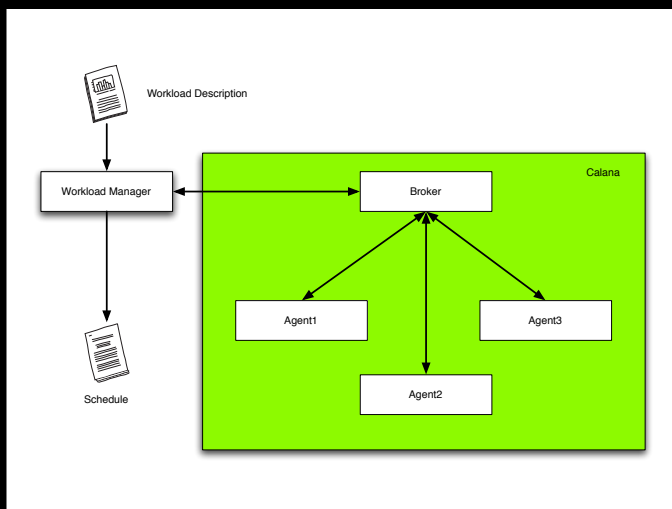 Workload Description
Calana
Workload Manager
Broker
Agent1
Agent3
Agent2
Schedule